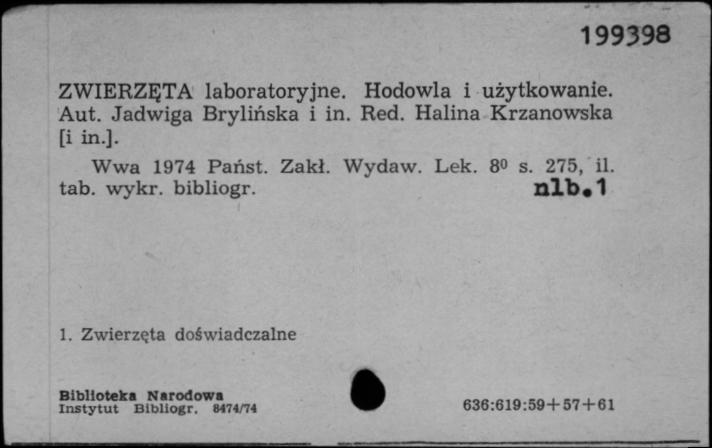 199398
ZWIERZĘTA laboratoryjne. Hodowla i użytkowanie.
Aut. Jadwiga Brylińska i in. Red. Halina Krzanowska
[i in.].
Wwa 1974 Państ. Zakł. Wydaw. Lek. 8⁰ s. 275, il.
tab. wykr. bibliogr. nlb.1
1. Zwierzęta doświadczalne
Biblioteka Narodowa
Instytut Bibliogr. 8474/74 636:619:59+57+61